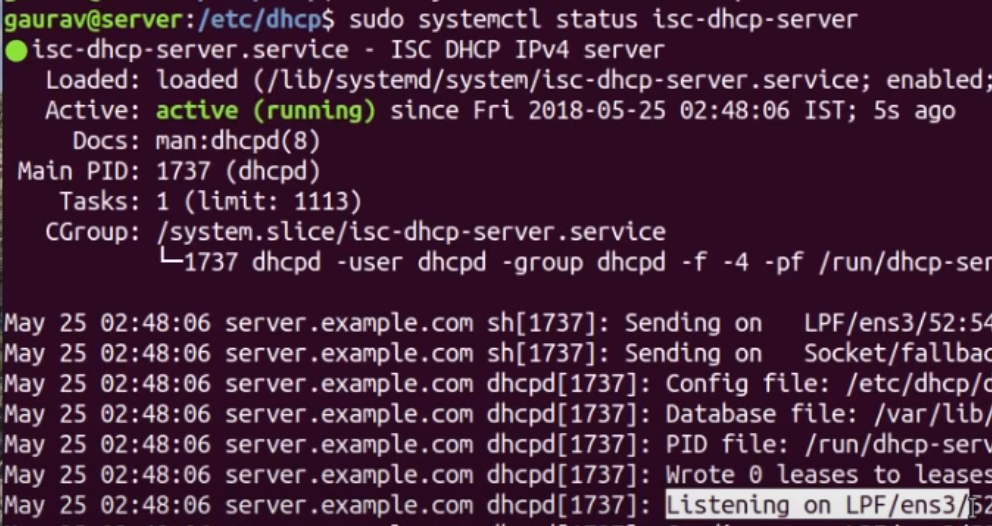 gaurav@server:/etc/dhcp$ sudo systemctl status isc-dhcp-server
isc-dhcp-server.service - ISC DHCP IPv4 server
Loaded: loaded (/lib/systemd/system/isc-dhcp-server.service; enabled;
Active: active (running) since Fri 2018-05-25 02:48:06 IST; 5s ago
Docs: man:dhcpd(8)
Main PID: 1737 (dhcpd)
Tasks: 1 (limit: 1113)
CGroup: /system.slice/isc-dhcp-server.service
└─1737 dhcpd -user dhcpd -group dhcpd -f -4 -pf /run/dhcp-ser
May 25 02:48:06 server.example.com sh[1737]: Sending on LPF/ens3/52:54
May 25 02:48:06 server.example.com sh[1737]: Sending on Socket/fallbac
May 25 02:48:06 server.example.com dhcpd[1737]: Config file: /etc/dhcp/
May 25 02:48:06 server.example.com dhcpd[1737]: Database file: /var/lib/
May 25 02:48:06 server.example.com dhcpd[1737]: PID file: /run/dhcp-serv
May 25 02:48:06 server.example.com dhcpd[1737]: Wrote 0 leases to leases
May 25 02:48:06 server.example.com dhcpd[1737]: Listening on LPF/ens3/52